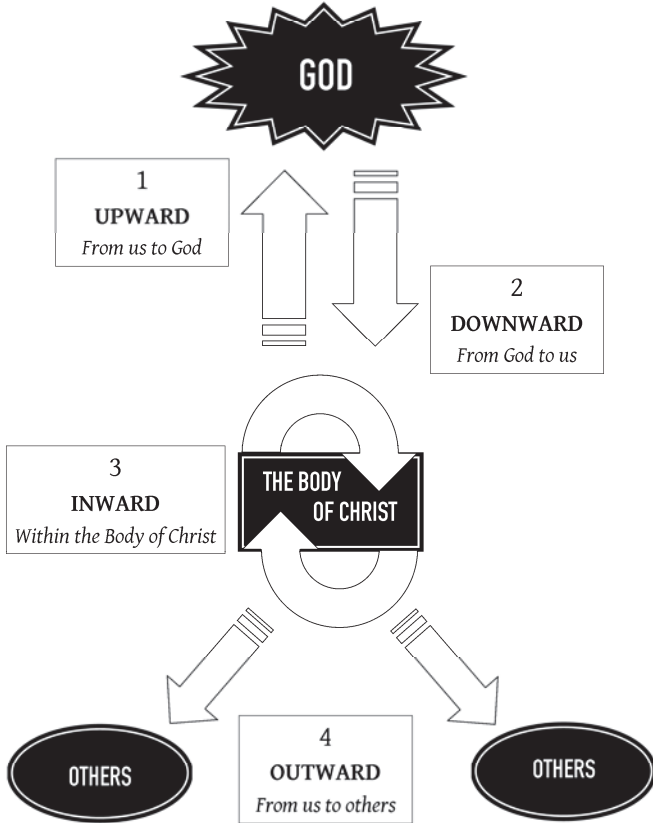 GOD
1
UPWARD
From us to God
2
DOWNWARD
From God to us
3
INWARD
Within the Body of Christ
THE BODY
OF CHRIST
4
OUTWARD
From us to others
OTHERS
OTHERS